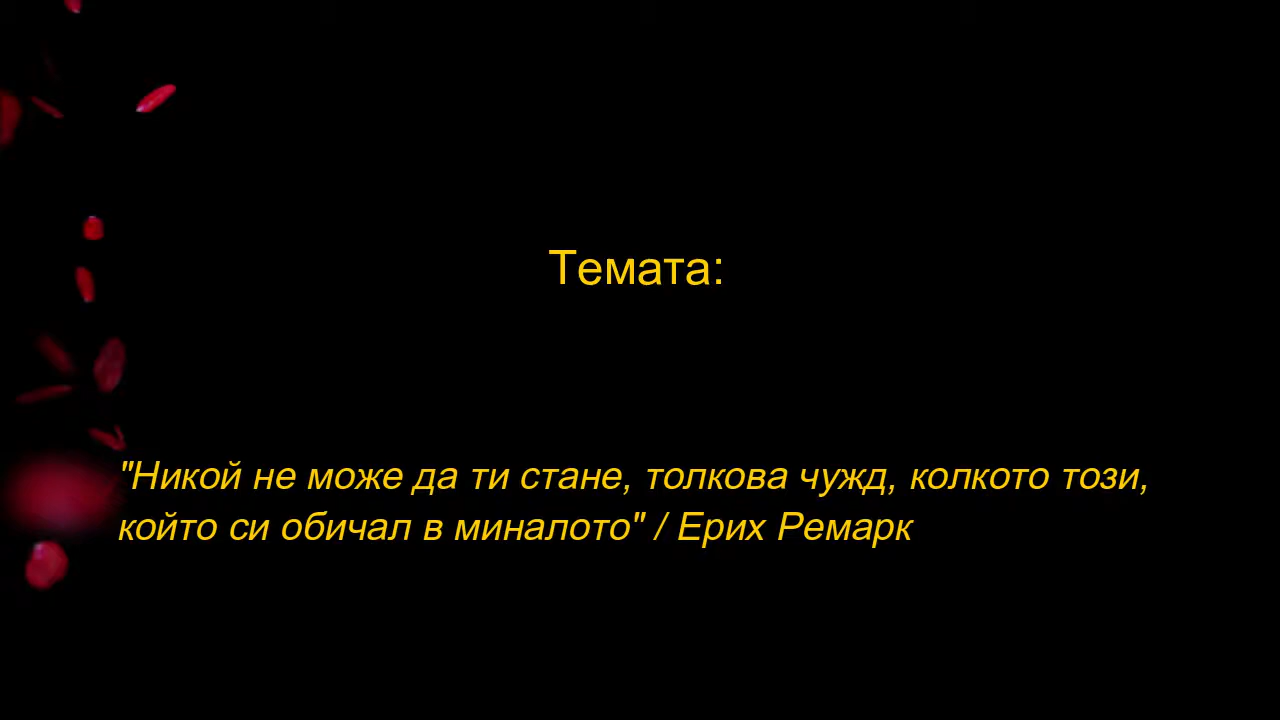 Темата:
"Никой не може да ти стане, толкова чужд, колкото този,
който си обичал в миналото" / Ерих Ремарк